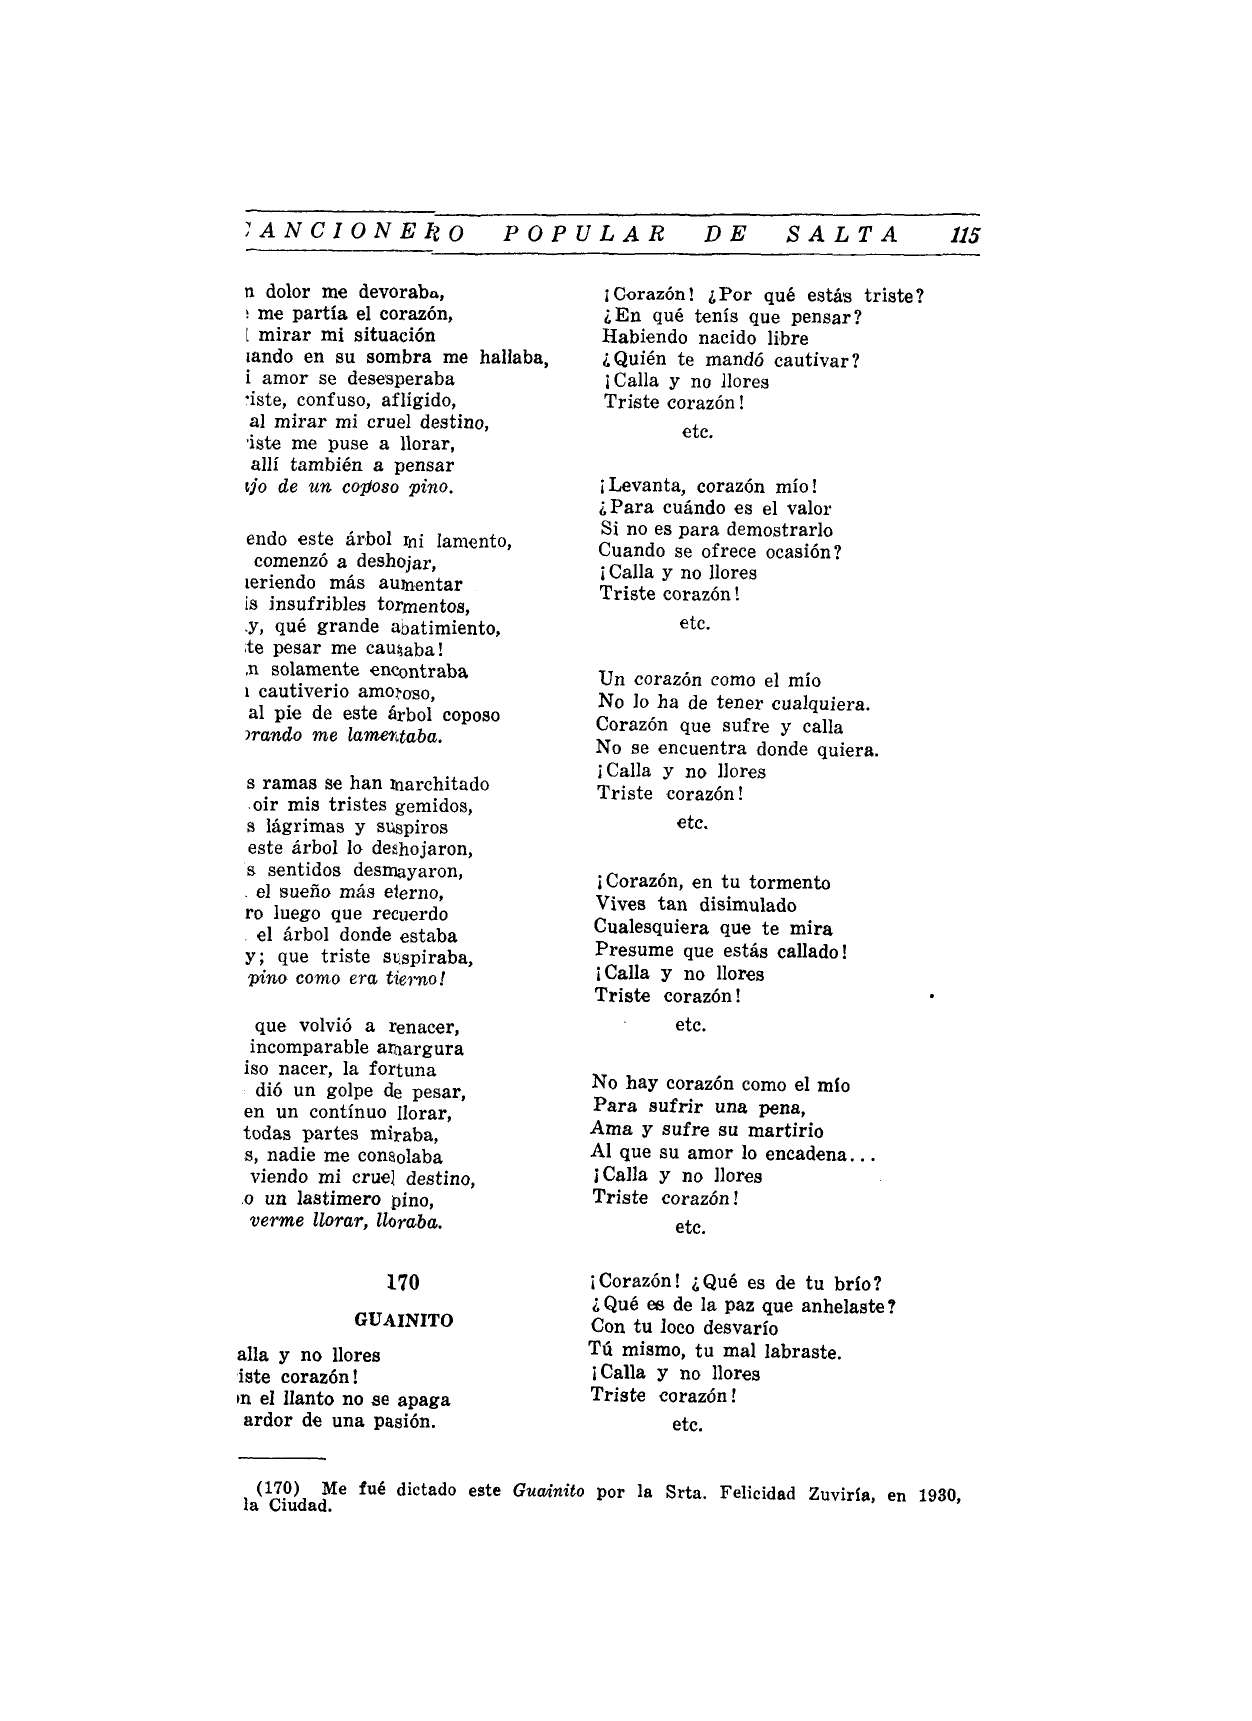 CANCIONERO POPULAR DE SALTA 115
n dolor me devoraba,
me partía el corazón,
mirar mi situación
ando en su sombra me hallaba,
i amor se desesperaba
iste, confuso, afligido,
al mirar mi cruel destino,
iste me puse a llorar,
allí también a pensar
jo de un coposo pino.
endo este árbol mi lamento,
comenzó a deshojar,
eriendo más aumentar
is insufribles tormentos,
y, qué grande abatimiento,
te pesar me causaba!
n solamente encontraba
cautiverio amoroso,
al pie de este árbol coposo
orando me lamentaba.
s ramas se han marchitado
oir mis tristes gemidos,
s lágrimas y suspiros
este árbol lo deshojaron,
s sentidos desmayaron,
el sueño más eterno,
ro luego que recuerdo
el árbol donde estaba
y; que triste suspiraba,
pino como era tierno!
que volvió a renacer,
incomparable amargura
iso nacer, la fortuna
dió un golpe de pesar,
en un contínuo llorar,
todas partes miraba,
s, nadie me consolaba
viendo mi cruel destino,
o un lastimero pino,
verme llorar, lloraba.
170
GUAINITO
alla y no llores
iste corazón!
n el llanto no se apaga
ardor de una pasión.
¡Corazón! ¿Por qué estás triste?
¿En qué tenís que pensar?
Habiendo nacido libre
¿Quién te mandó cautivar?
¡Calla y no llores
Triste corazón!
etc.
¡Levanta, corazón mío!
¿Para cuándo es el valor
Si no es para demostrarlo
Cuando se ofrece ocasión?
¡Calla y no llores
Triste corazón!
etc.
Un corazón como el mío
No lo ha de tener cualquiera.
Corazón que sufre y calla
No se encuentra donde quiera.
¡Calla y no llores
Triste corazón!
etc.
¡Corazón, en tu tormento
Vives tan disimulado
Cualesquiera que te mira
Presume que estás callado!
¡Calla y no llores
Triste corazón!
etc.
No hay corazón como el mío
Para sufrir una pena,
Ama y sufre su martirio
Al que su amor lo encadena...
¡Calla y no llores
Triste corazón!
etc.
¡Corazón! ¿Qué es de tu brío?
¿Qué es de la paz que anhelaste?
Con tu loco desvarío
Tú mismo, tu mal labraste.
¡Calla y no llores
Triste corazón!
etc.
(170) Me fué dictado este Guainito por la Srta. Felicidad Zuviría, en 1930,
la Ciudad.